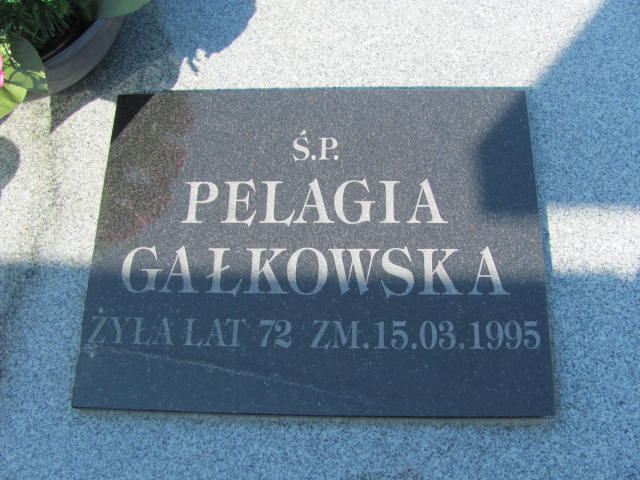 Ś.P.
PELAGIA
GAŁKOWSKA
ŻYŁA LAT 72 ZM.15.03.1995